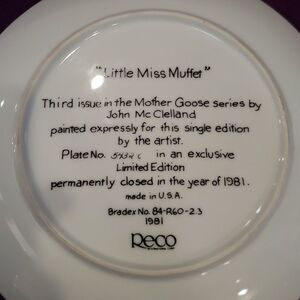 "Little Miss Muffet"
Third issue in the Mother Goose series by
John McClelland
painted expressly for this single edition
by the artist.
Plate No. in an exclusive
Limited Edition
permanently closed in the year of 1981.
made in U.S.A.
Bradex No. 84-R60-2.3
1981
Reco